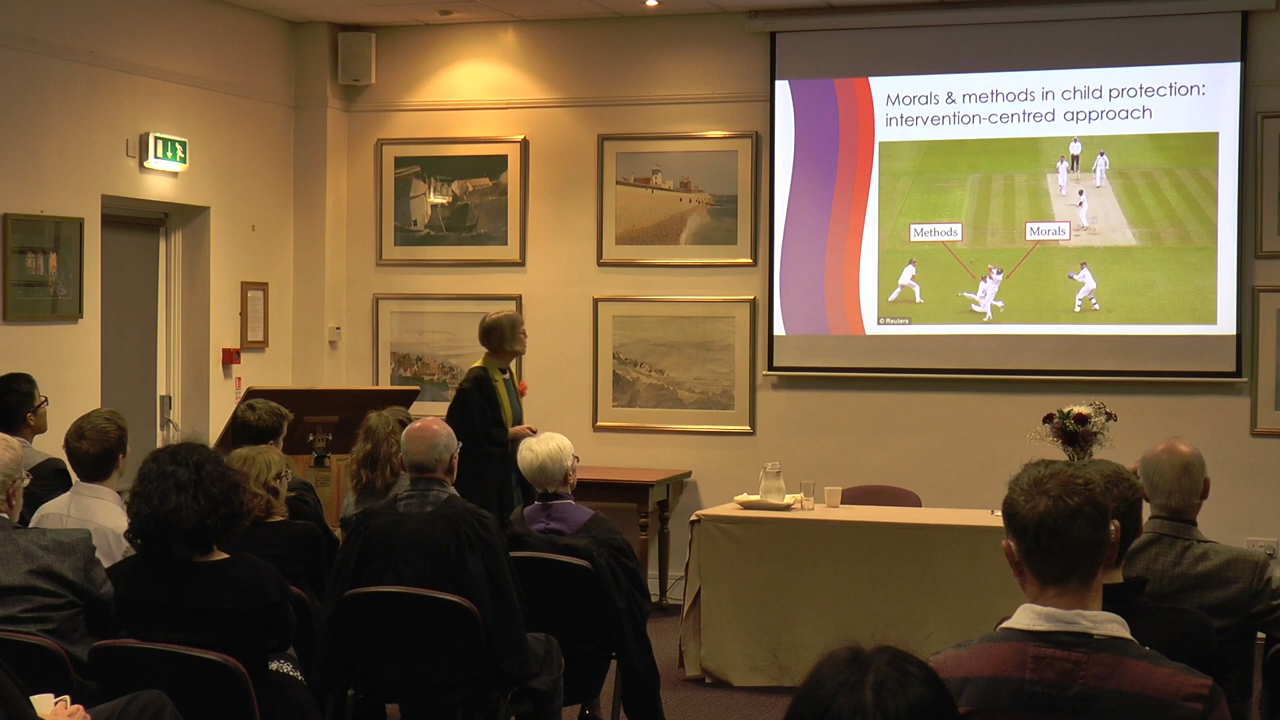 Morals & methods in child protection:
intervention-centred approach
Methods
Morals
© Reuters